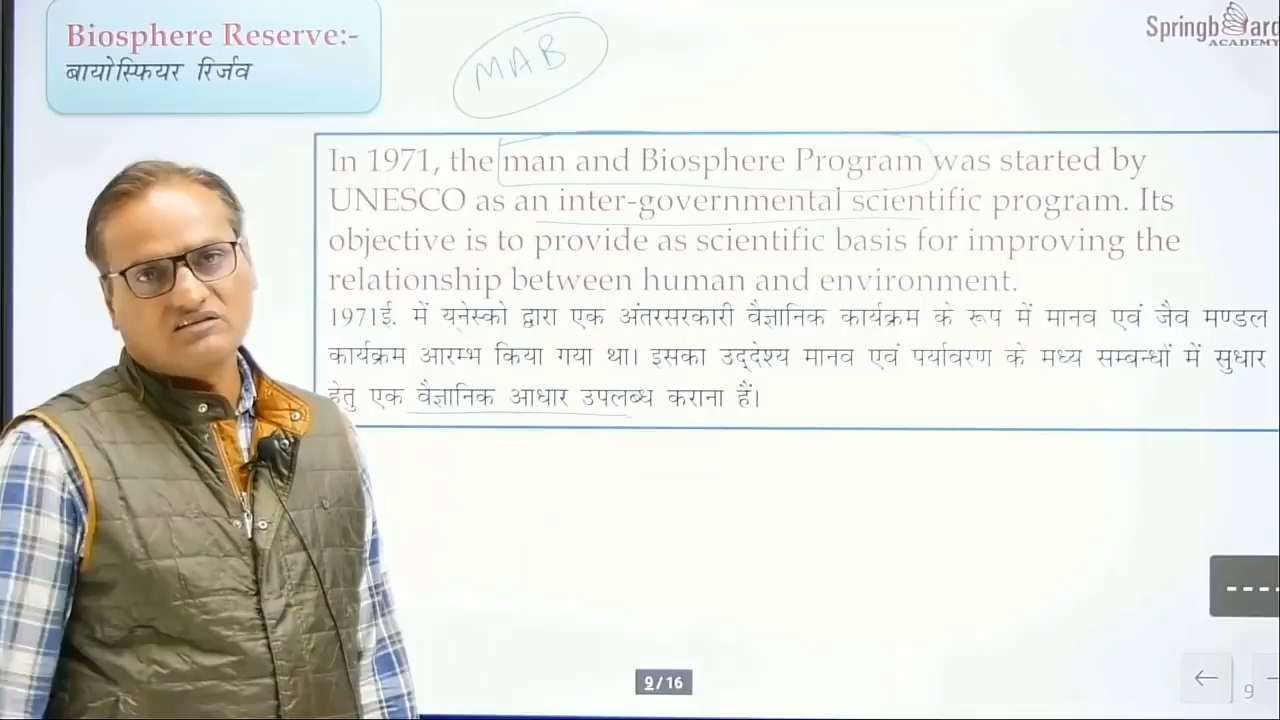 Biosphere Reserve:-
बायोस्फियर रिर्जव
MAB
Springboard
ACADEMY
In 1971, the man and Biosphere Program was started by
UNESCO as an inter-governmental scientific program. Its
objective is to provide as scientific basis for improving the
relationship between human and environment.
1971ई. में यूनेस्को द्वारा एक अंतरसरकारी वैज्ञानिक कार्यक्रम के रूप में मानव एवं जैव मण्डल
कार्यक्रम आरम्भ किया गया था। इसका उद्देश्य मानव एवं पर्यावरण के मध्य सम्बन्धों में सुधार
हेतु एक वैज्ञानिक आधार उपलब्ध कराना हैं।
9/16
9